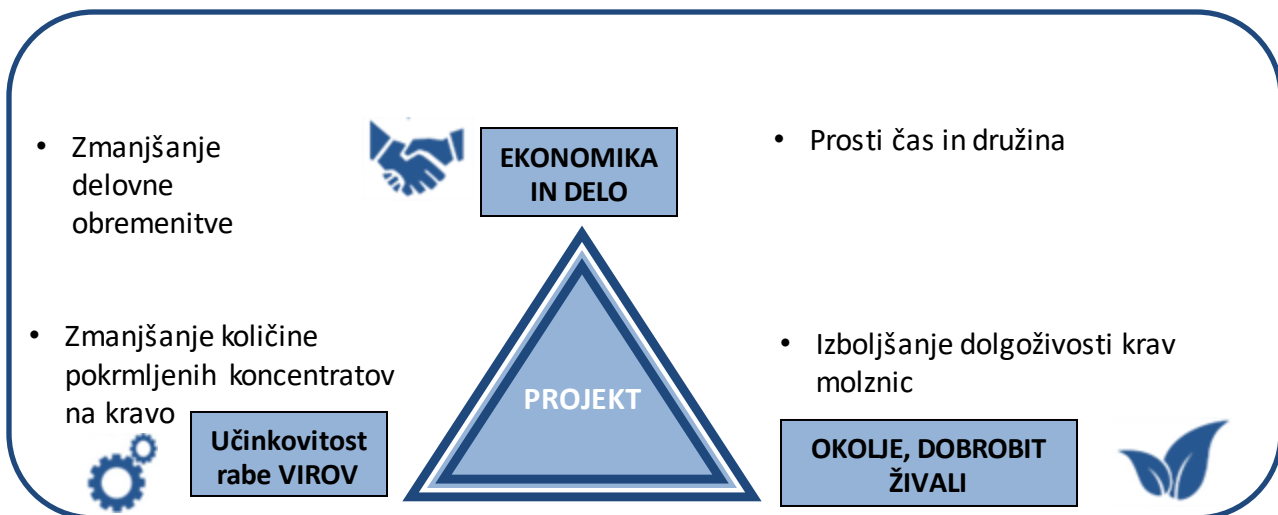 • Zmanjšanje
delovne
obremenitve
EKONOMIKA
IN DELO
• Prosti čas in družina
• Zmanjšanje količine
pokrmljenih koncentratov
na kravo
Učinkovitost
rabe VIROV
PROJEKT
• Izboljšanje dolgoživosti krav
molznic
OKOLJE, DOBROBIT
ŽIVALI